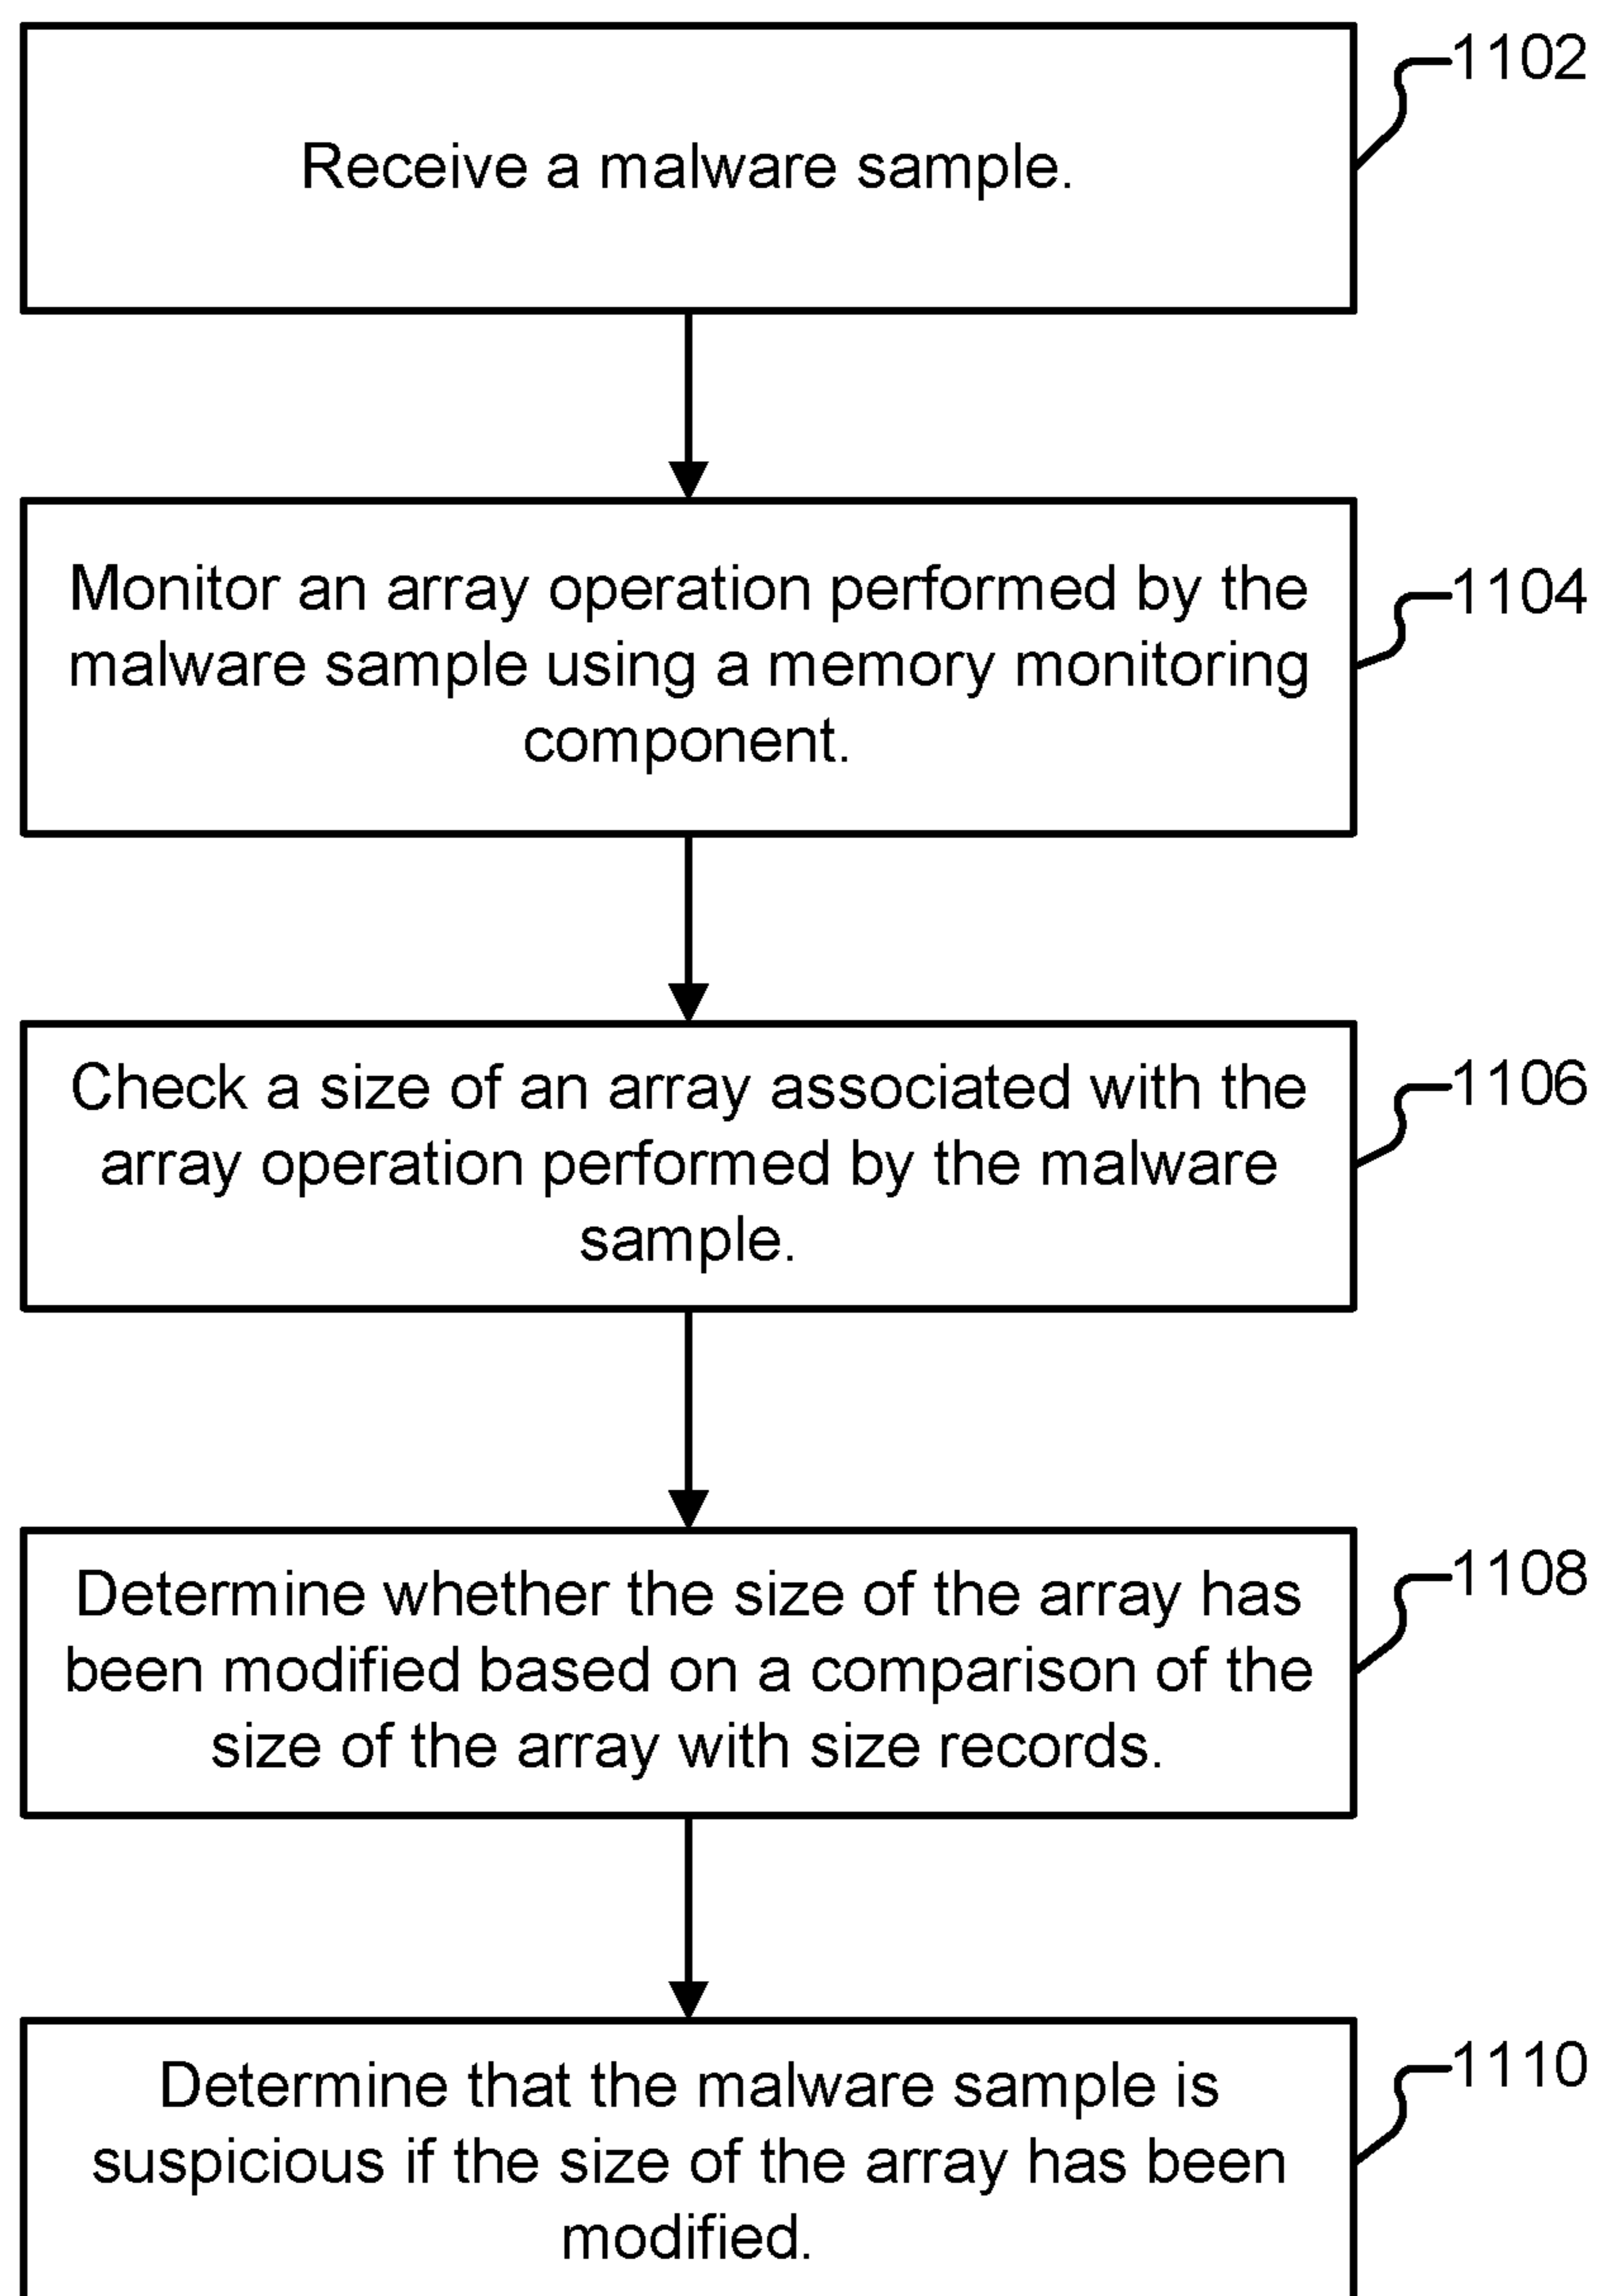 1102
Receive a malware sample.
1104
Monitor an array operation performed by the
malware sample using a memory monitoring
component.
1106
Check a size of an array associated with the
array operation performed by the malware
sample.
1108
Determine whether the size of the array has
been modified based on a comparison of the
size of the array with size records.
1110
Determine that the malware sample is
suspicious if the size of the array has been
modified.